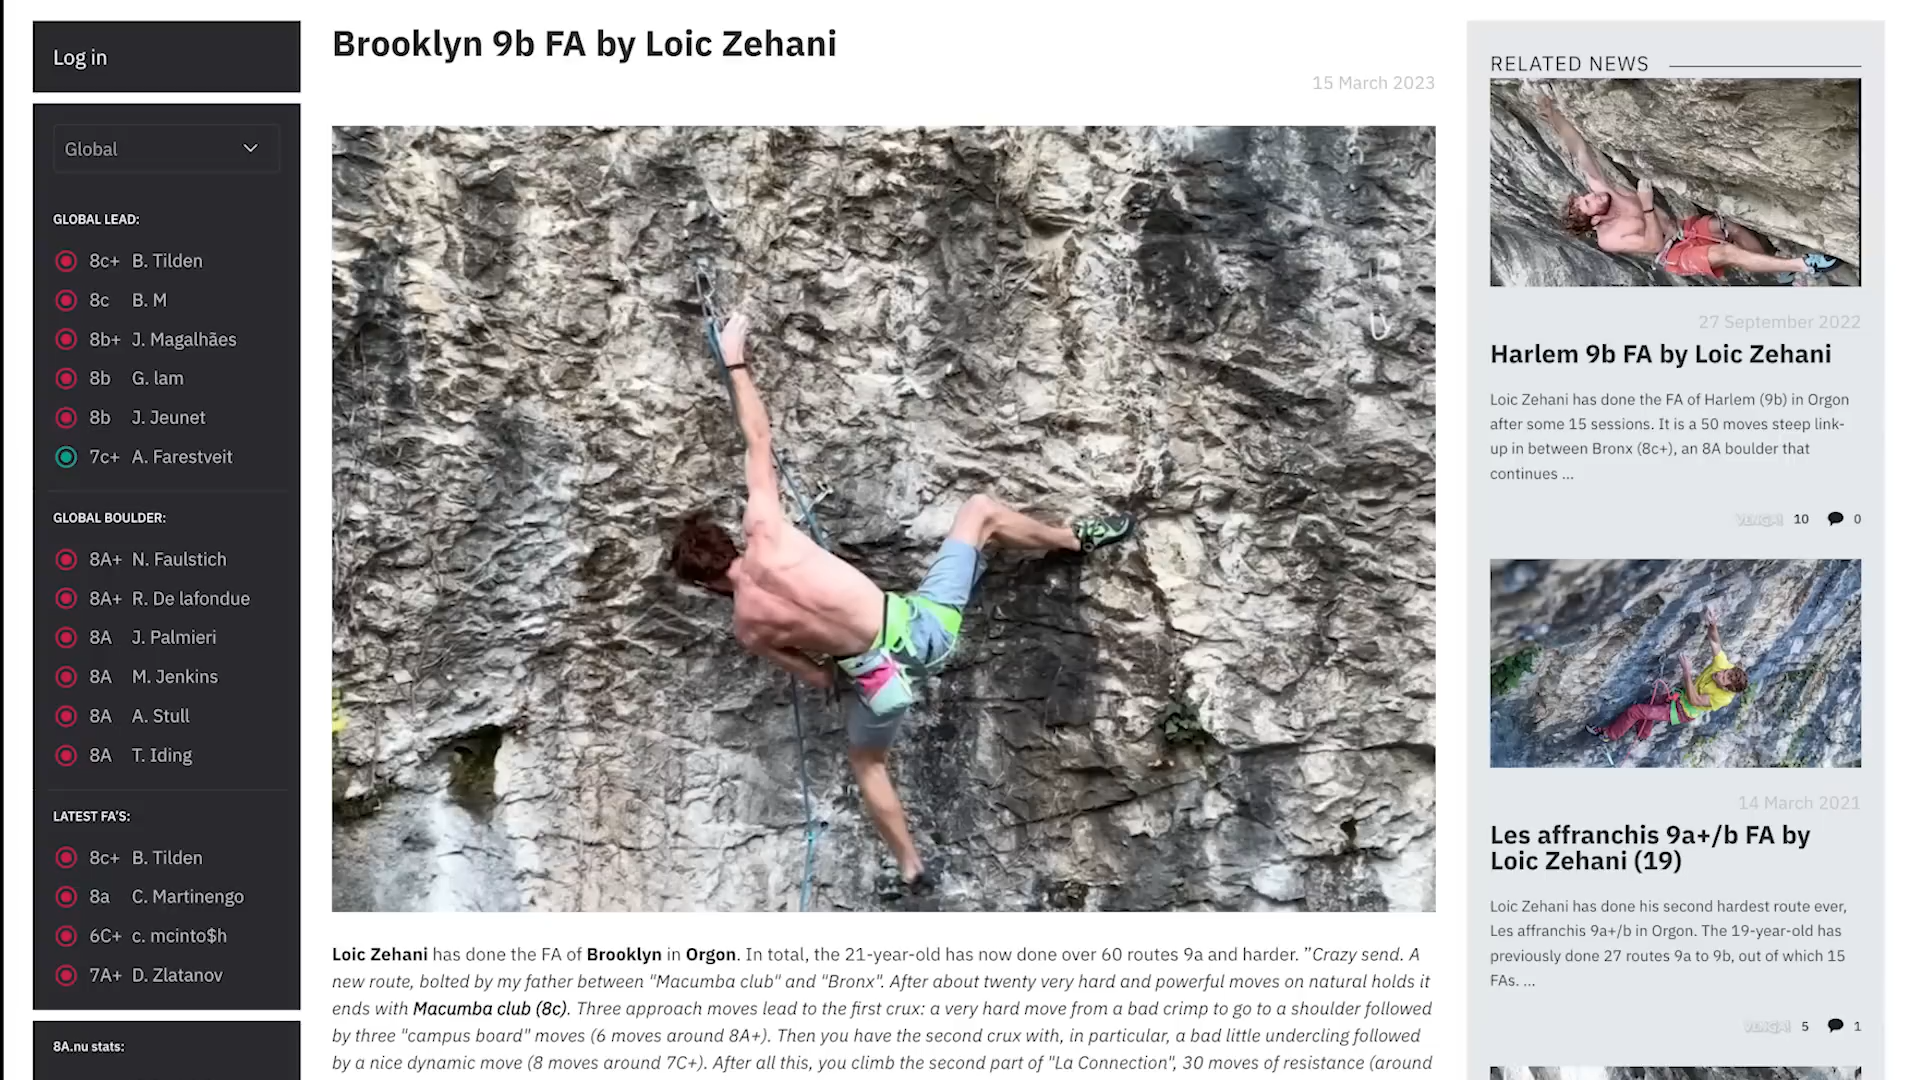 Log in
Global
GLOBAL LEAD:
8c+ B. Tilden
8c B. M
8b+ J. Magalhães
8b G. lam
8b J. Jeunet
7c+ A. Farestveit
GLOBAL BOULDER:
8A+ N. Faulstich
8A+ R. De lafondue
8A J. Palmieri
8A M. Jenkins
8A A. Stull
8A T. Iding
LATEST FA'S:
8c+ B. Tilden
8a C. Martinengo
6C+ c. mcinto$h
7A+ D. Zlatanov
8A.nu stats:
Brooklyn 9b FA by Loic Zehani
15 March 2023
Loic Zehani has done the FA of Brooklyn in Orgon. In total, the 21-year-old has now done over 60 routes 9a and harder. ”Crazy send. A
new route, bolted by my father between "Macumba club" and "Bronx". After about twenty very hard and powerful moves on natural holds it
ends with Macumba club (8c). Three approach moves lead to the first crux: a very hard move from a bad crimp to go to a shoulder followed
by three "campus board" moves (6 moves around 8A+). Then you have the second crux with, in particular, a bad little undercling followed
by a nice dynamic move (8 moves around 7C+). After all this, you climb the second part of "La Connection", 30 moves of resistance (around
RELATED NEWS
27 September 2022
Harlem 9b FA by Loic Zehani
Loic Zehani has done the FA of Harlem (9b) in Orgon
after some 15 sessions. It is a 50 moves steep link-
up in between Bronx (8c+), an 8A boulder that
continues ...
VENGA! 10 0
14 March 2021
Les affranchis 9a+/b FA by
Loic Zehani (19)
Loic Zehani has done his second hardest route ever,
Les affranchis 9a+/b in Orgon. The 19-year-old has
previously done 27 routes 9a to 9b, out of which 15
FAs. ...
VENGA! 5 1